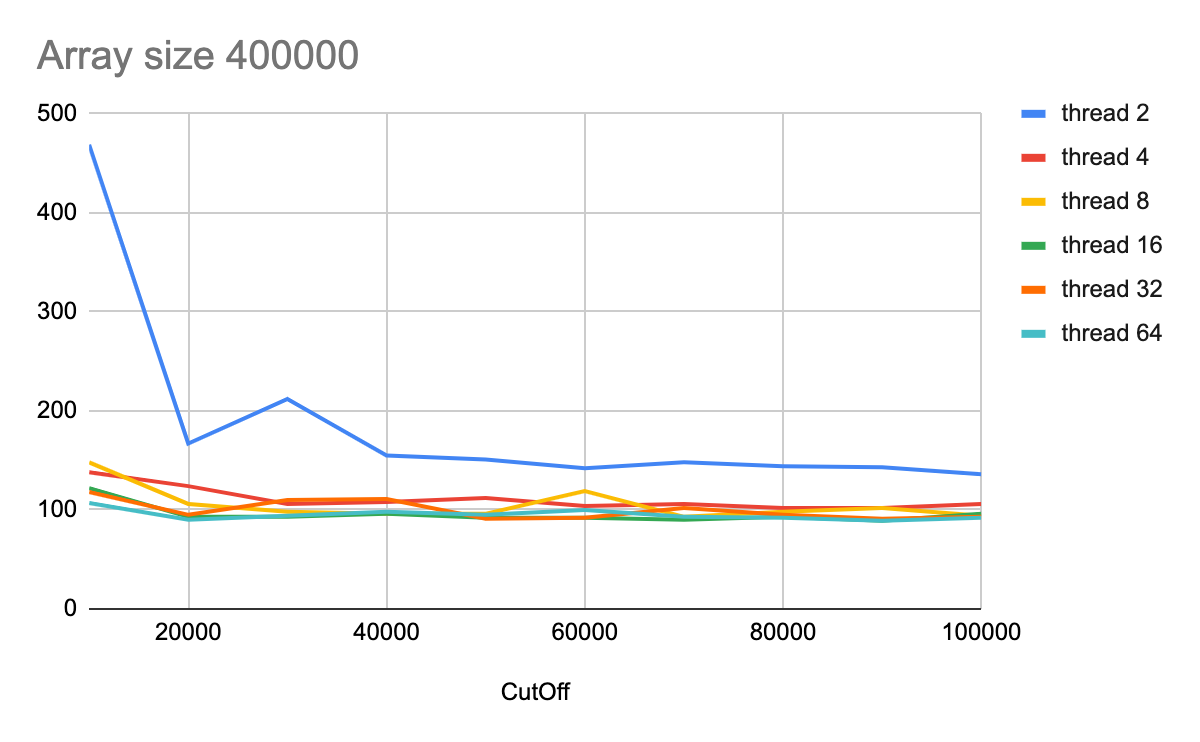 Array size 400000
500
400
300
200
100
0
20000
40000
60000
80000
100000
CutOff
thread 2
thread 4
thread 8
thread 16
thread 32
thread 64